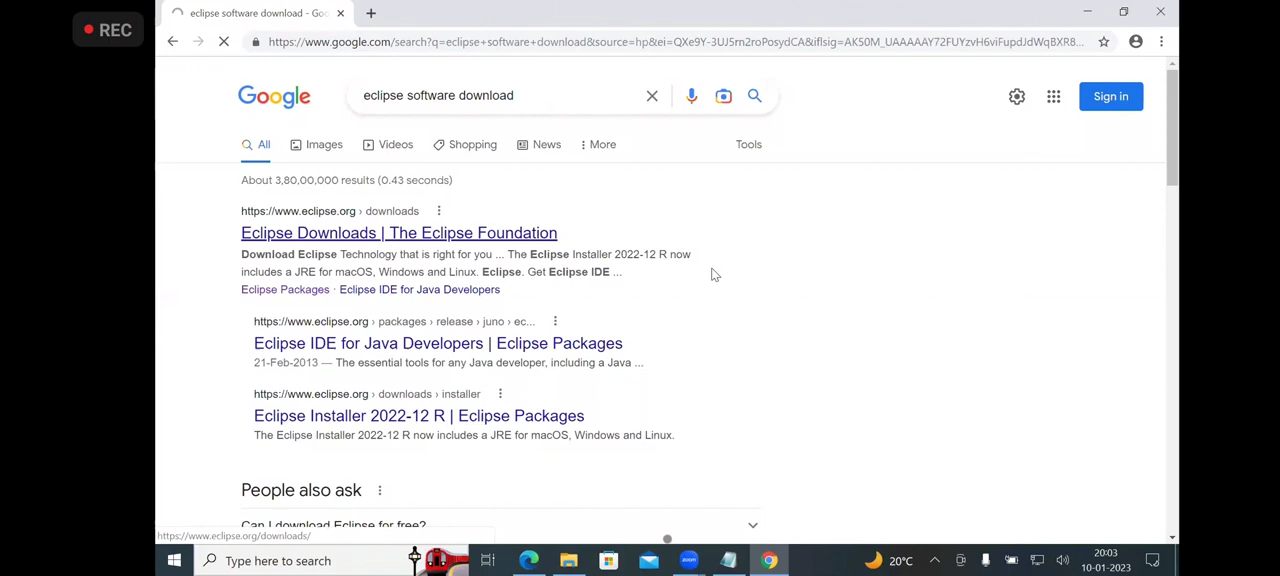 REC
eclipse software download - Goo
https://www.google.com/search?q=eclipse+software+download&source=hp&ei=QXe9Y-3UJ5rn2roPosydCA&iflsig=AK50M_UAAAAAY72FUYzvH6viFupdJdWqBXR8...
Google
eclipse software download
Sign in
All Images Videos Shopping News More Tools
About 3,80,00,000 results (0.43 seconds)
https://www.eclipse.org › downloads
Eclipse Downloads | The Eclipse Foundation
Download Eclipse Technology that is right for you ... The Eclipse Installer 2022-12 R now
includes a JRE for macOS, Windows and Linux. Eclipse. Get Eclipse IDE ...
Eclipse Packages · Eclipse IDE for Java Developers
https://www.eclipse.org › packages › release › juno › ec...
Eclipse IDE for Java Developers | Eclipse Packages
21-Feb-2013 — The essential tools for any Java developer, including a Java ...
https://www.eclipse.org › downloads › installer
Eclipse Installer 2022-12 R | Eclipse Packages
The Eclipse Installer 2022-12 R now includes a JRE for macOS, Windows and Linux.
People also ask
Can I download Eclipse for free?
https://www.eclipse.org/downloads/
Type here to search
zoom
20°C
20:03
10-01-2023